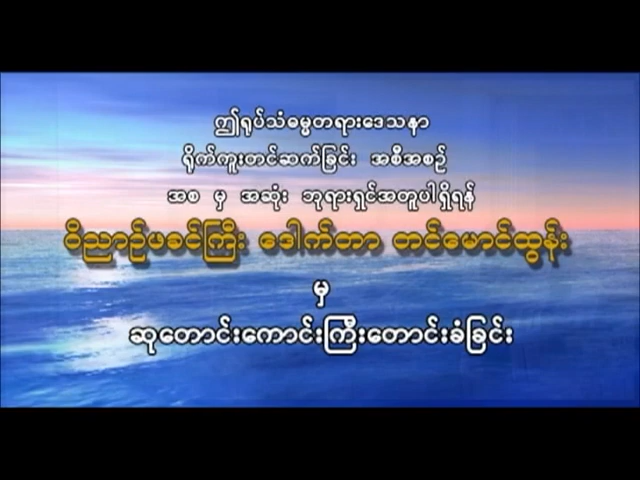 ဤရုပ်သံဓမ္မတရားဒေသနာ
ရိုက်ကူးတင်ဆက်ခြင်း အစီအစဉ်
အစ မှ အဆုံး ဘုရားရှင်အတူပါရှိရန်
ဝိညာဉ်ဖခင်ကြီး ဒေါက်တာ တင်မောင်ထွန်း
မှ
ဆုတောင်းကောင်းကြီးတောင်းခံခြင်း